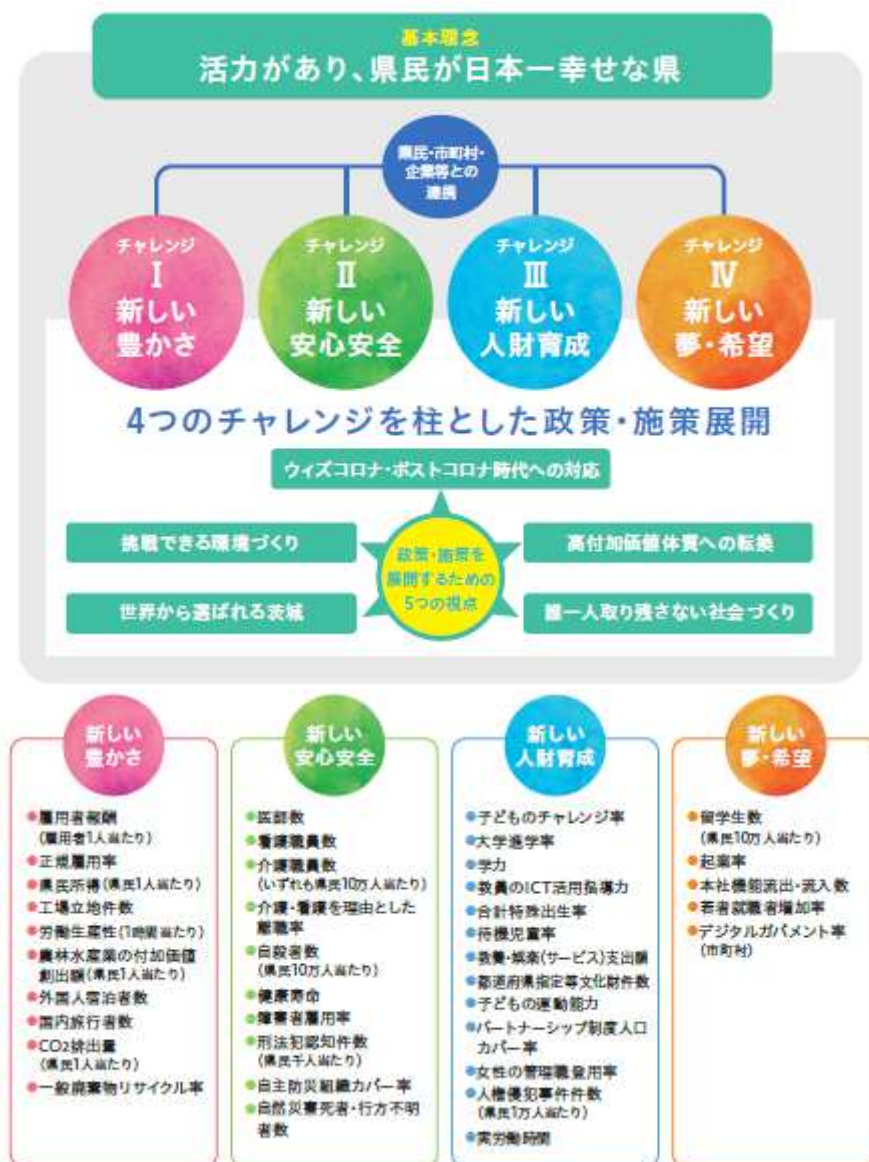 基本理念
活力があり、県民が日本一幸せな県
県民・市町村・
企業等との
連携
チャレンジ
Ⅰ
新しい
豊かさ
チャレンジ
Ⅱ
新しい
安心安全
チャレンジ
Ⅲ
新しい
人財育成
チャレンジ
Ⅳ
新しい
夢・希望
4つのチャレンジを柱とした政策・施策展開
ウィズコロナ・ポストコロナ時代への対応
挑戦できる環境づくり
高付加価値体質への転換
政策・施策を
展開するための
5つの視点
世界から選ばれる茨城
誰一人取り残さない社会づくり
新しい
豊かさ
●雇用者報酬
(雇用者1人当たり)
●正規雇用率
●県民所得(県民1人当たり)
●工場立地件数
●労働生産性(1時間当たり)
●農林水産業の付加価値
創出額(県民1人当たり)
●外国人宿泊者数
●国内旅行者数
●CO2排出量
(県民1人当たり)
●一般廃棄物リサイクル率
新しい
安心安全
●医師数
●看護職員数
●介護職員数
(いずれも県民10万人当たり)
●介護・看護を理由とした
離職率
●自殺者数
(県民10万人当たり)
●健康寿命
●障害者雇用率
●刑法犯認知件数
(県民千人当たり)
●自主防災組織カバー率
●自然災害死者・行方不明
者数
新しい
人財育成
●子どものチャレンジ率
●大学進学率
●学力
●教員のICT活用指導力
●合計特殊出生率
●待機児童率
●教養・娯楽(サービス)支出額
●都道府県指定等文化財件数
●子どもの運動能力
●パートナーシップ制度人口
カバー率
●女性の管理職登用率
●人権侵犯事件件数
(県民1万人当たり)
●実労働時間
新しい
夢・希望
●留学生数
(県民10万人当たり)
●起業率
●本社機能流出・流入数
●若者就職者増加率
●デジタルガバメント率
(市町村)